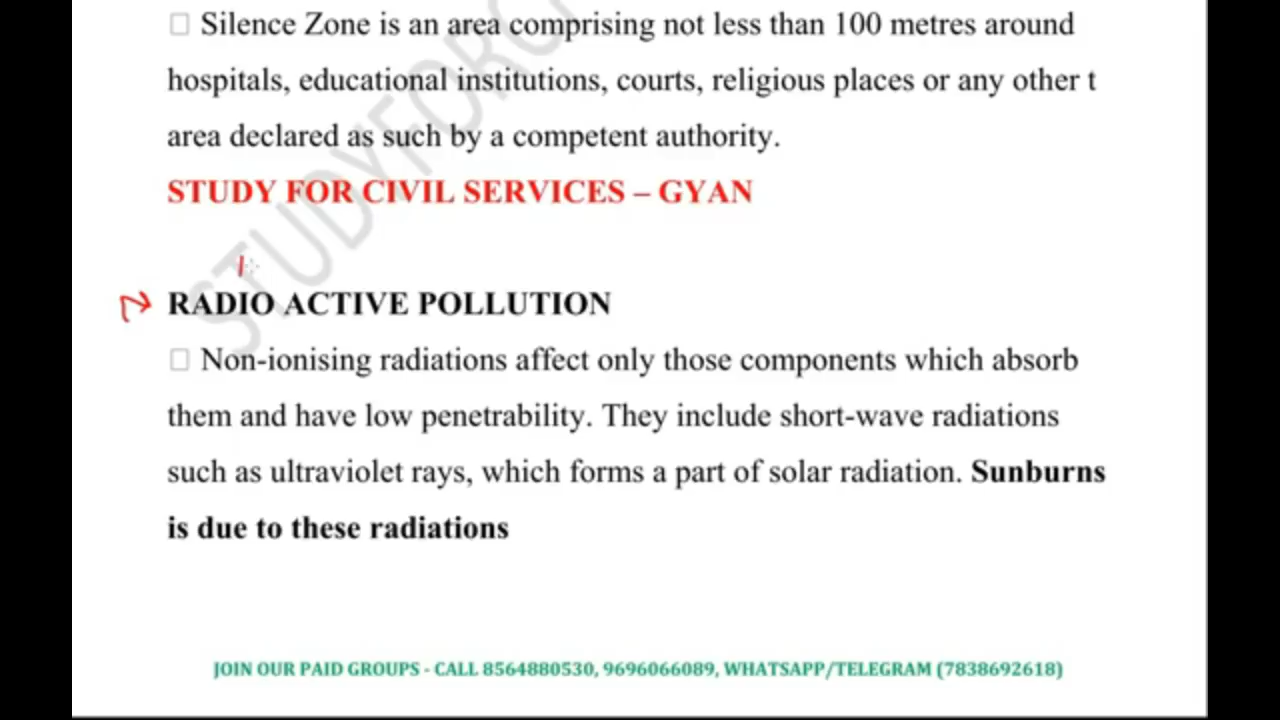 □ Silence Zone is an area comprising not less than 100 metres around
hospitals, educational institutions, courts, religious places or any other t
area declared as such by a competent authority.
STUDY FOR CIVIL SERVICES – GYAN
RADIO ACTIVE POLLUTION
□ Non-ionising radiations affect only those components which absorb
them and have low penetrability. They include short-wave radiations
such as ultraviolet rays, which forms a part of solar radiation. Sunburns
is due to these radiations
JOIN OUR PAID GROUPS - CALL 8564880530, 9696066089, WHATSAPP/TELEGRAM (7838692618)